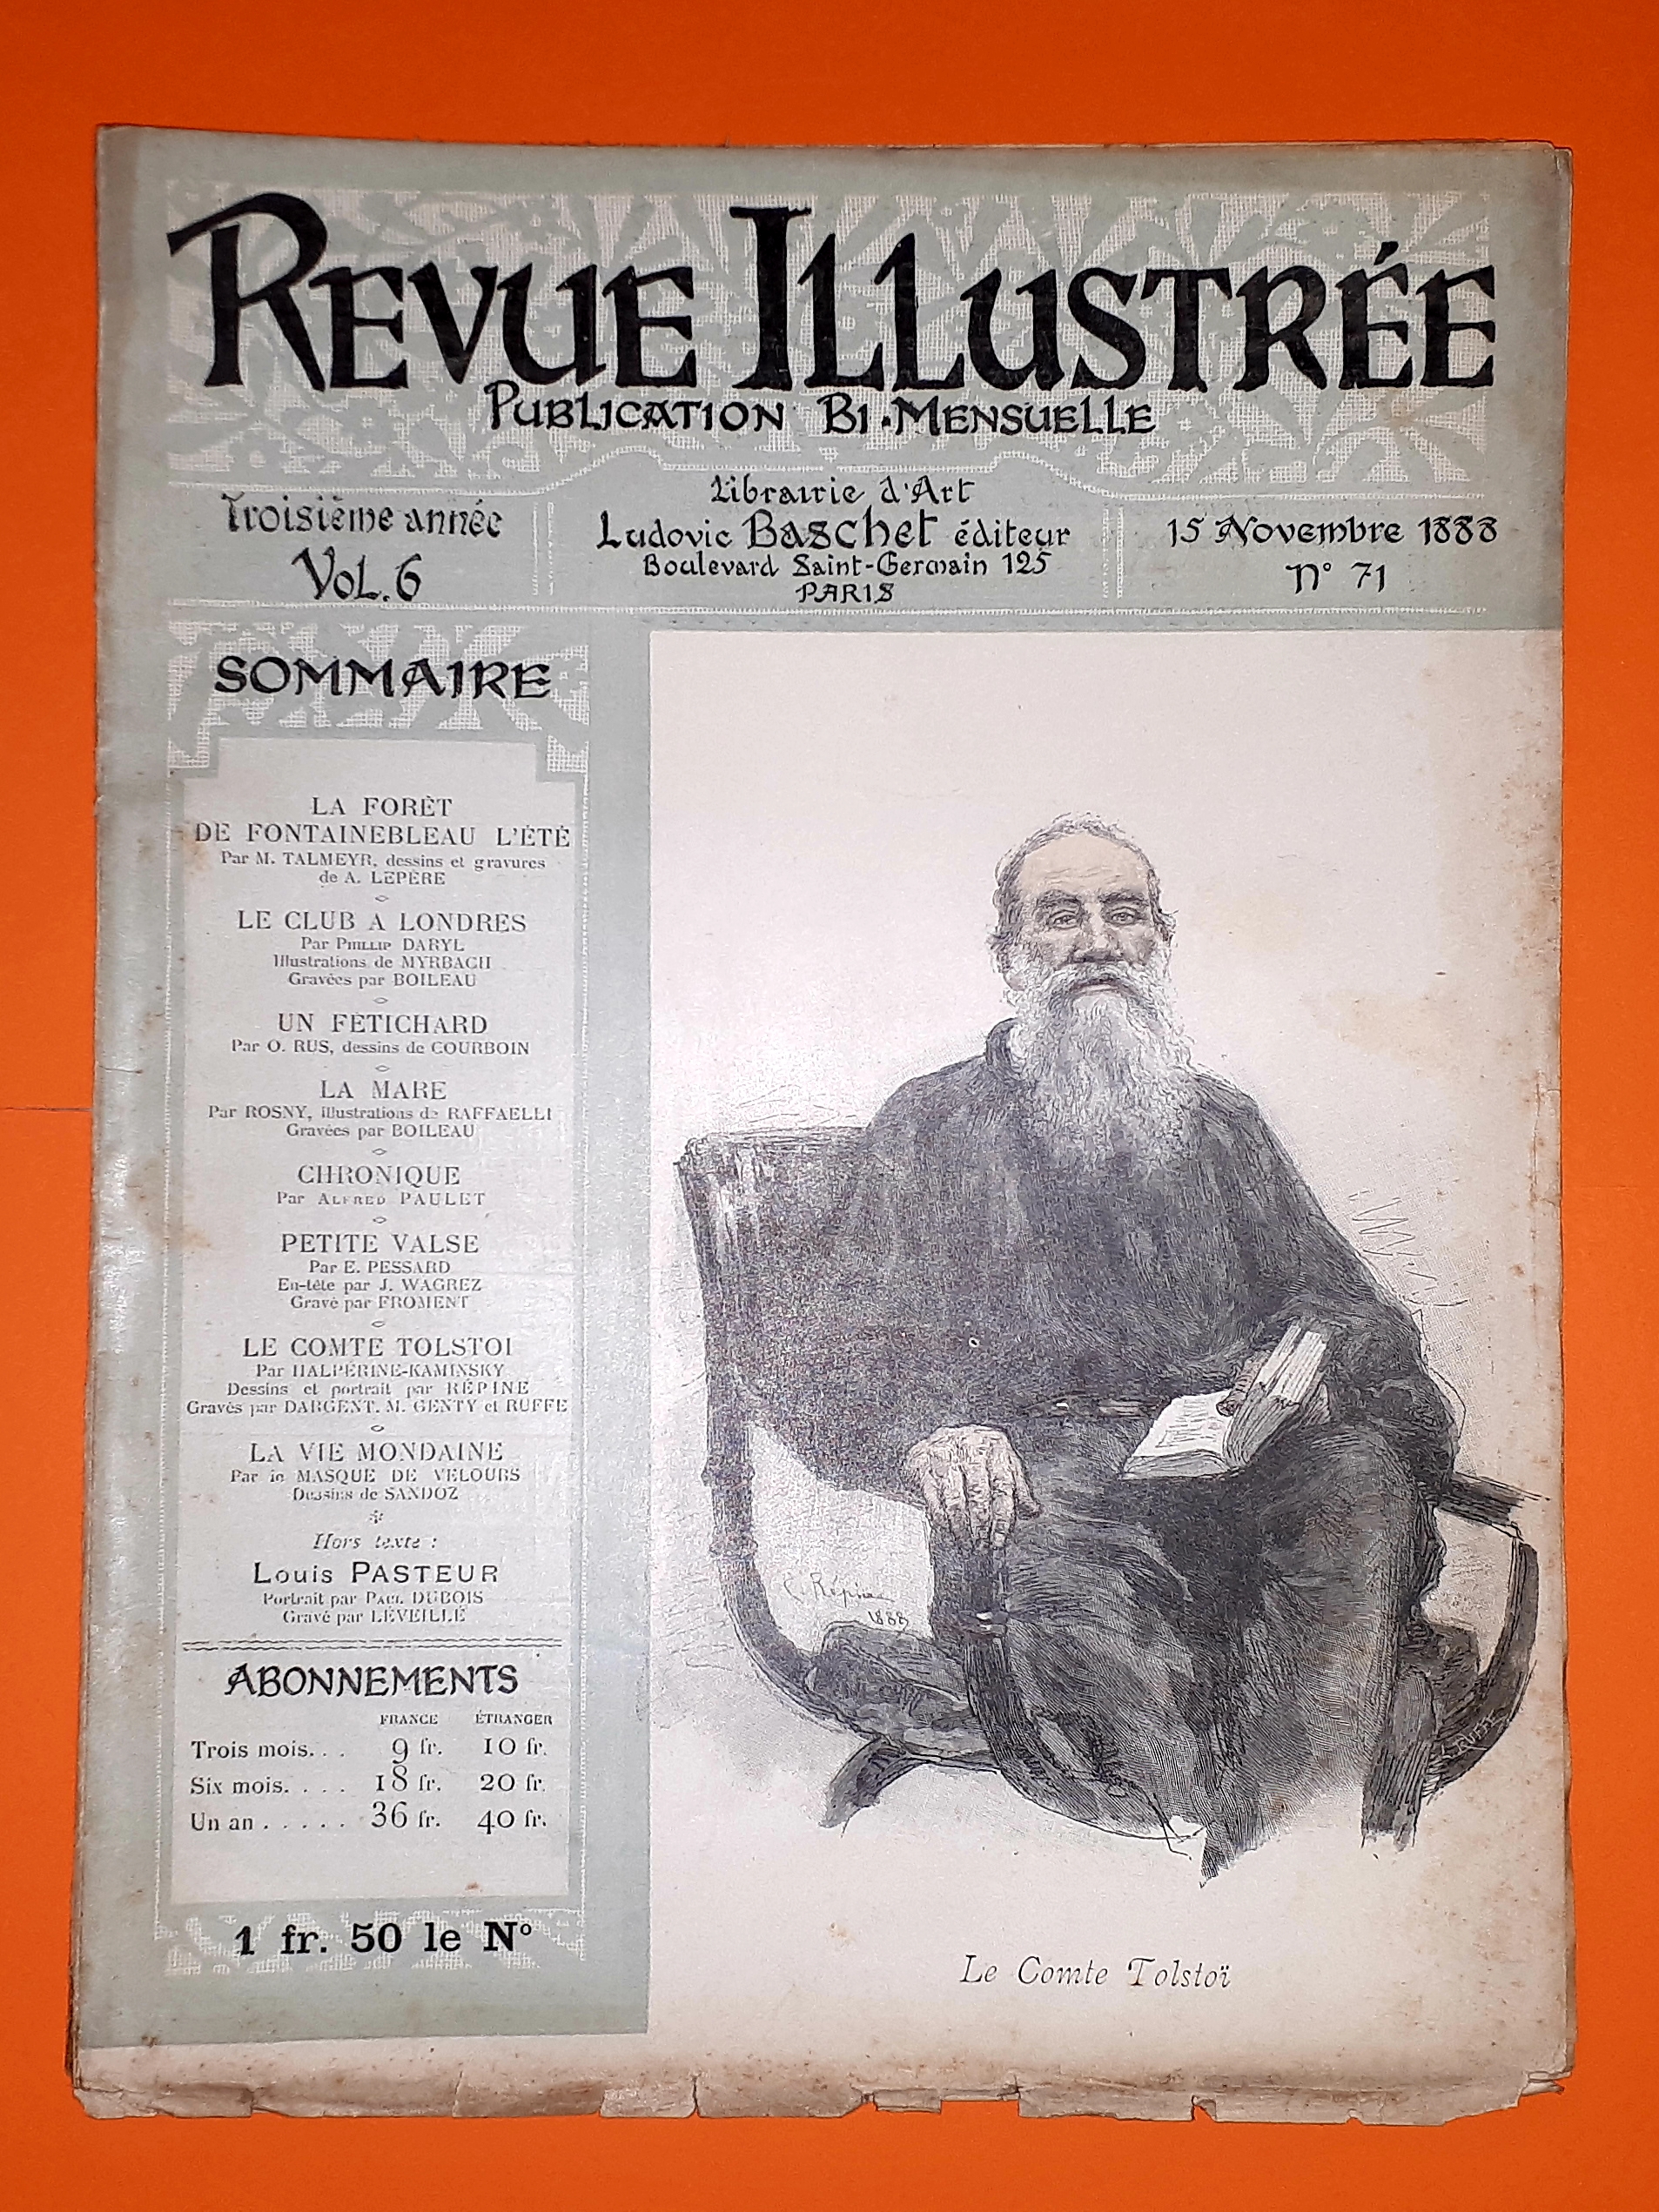 REVUE ILLUSTRÉE
PUBLICATION BI-MENSUELLE
Troisième année
Vol. 6
Librairie d'Art
Ludovic Baschet éditeur
Boulevard Saint-Germain 125
PARIS
15 Novembre 1888
N° 71
SOMMAIRE
LA FORÊT
DE FONTAINEBLEAU L'ÉTÉ
Par M. TALMEYR, dessins et gravures
de A. LEPÈRE
LE CLUB A LONDRES
Par PHILLIP DARYL
Illustrations de MYRBACH
Gravées par BOILEAU
UN FÉTICHARD
Par O. RUS, dessins de COURBOIN
LA MARE
Par ROSNY, Illustrations de RAFFAELLI
Gravées par BOILEAU
CHRONIQUE
Par ALFRED PAULET
PETITE VALSE
Par E. PESSARD
En-tête par J. WAGREZ
Gravé par FROMENT
LE COMTE TOLSTOI
Par HALPÉRINE-KAMINSKY
Dessins et portrait par RÉPINE
Gravés par DARGENT. M. GENTY et RUFFE
LA VIE MONDAINE
Par le MASQUE DE VELOURS
Dessins de SANDOZ
Hors texte :
Louis PASTEUR
Portrait par PAUL DUBOIS
Gravé par LÉVEILLÉ
ABONNEMENTS
FRANCE ÉTRANGER
Trois mois. . . 9 fr. 10 fr.
Six mois. . . . 18 fr. 20 fr.
Un an . . . . . 36 fr. 40 fr.
1 fr. 50 le N°
Répine
1888
RUFFE
Le Comte Tolstoï